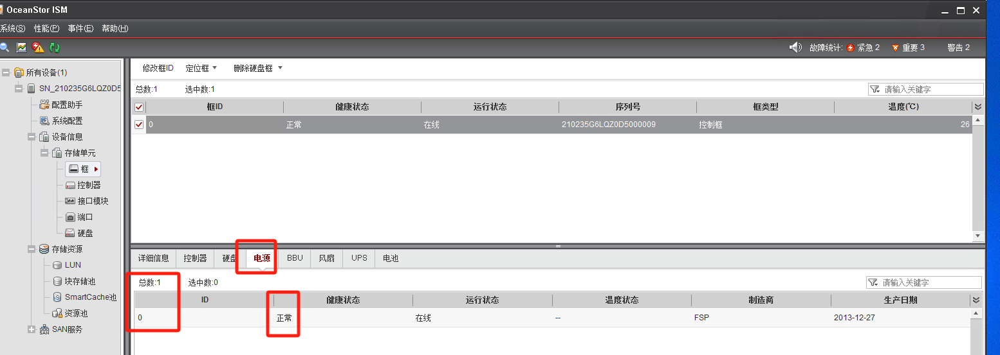 OceanStor ISM
系统(S) 性能(P) 事件(E) 帮助(H)
故障统计: 紧急 2 重要 3 警告 2
所有设备(1)
SN_210235G6LQZ0D5
配置助手
系统配置
设备信息
存储单元
框
控制器
接口模块
端口
硬盘
存储资源
LUN
块存储池
SmartCache池
资源池
SAN服务
修改框ID 定位框 删除硬盘框
总数:1 选中数:1 请输入关键字
框ID 健康状态 运行状态 序列号 框类型 温度(℃)
0 正常 在线 210235G6LQZ0D5000009 控制框 26
详细信息 控制器 硬盘 电源 BBU 风扇 UPS 电池
总数:1 选中数:0 请输入关键字
ID 健康状态 运行状态 温度状态 制造商 生产日期
0 正常 在线 -- FSP 2013-12-27